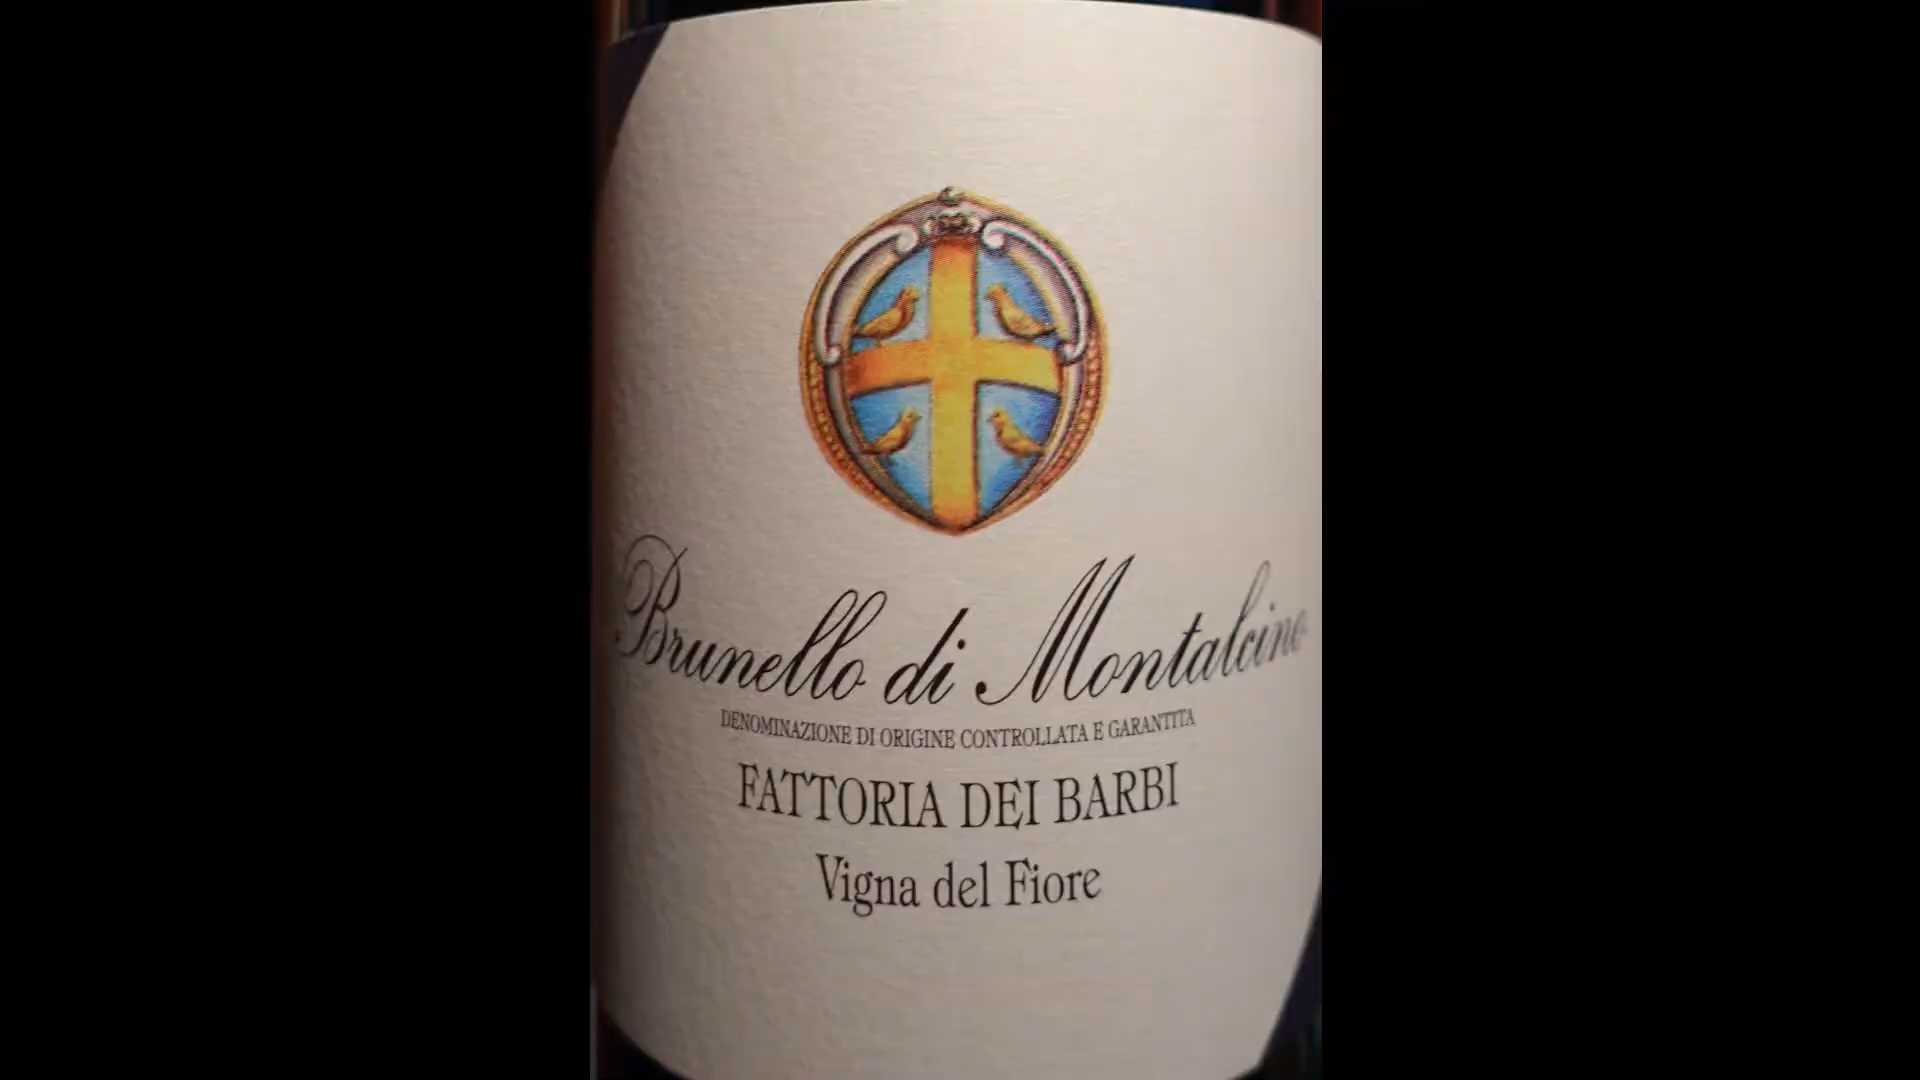 Brunello di Montalcino
DENOMINAZIONE DI ORIGINE CONTROLLATA E GARANTITA
FATTORIA DEI BARBI
Vigna del Fiore